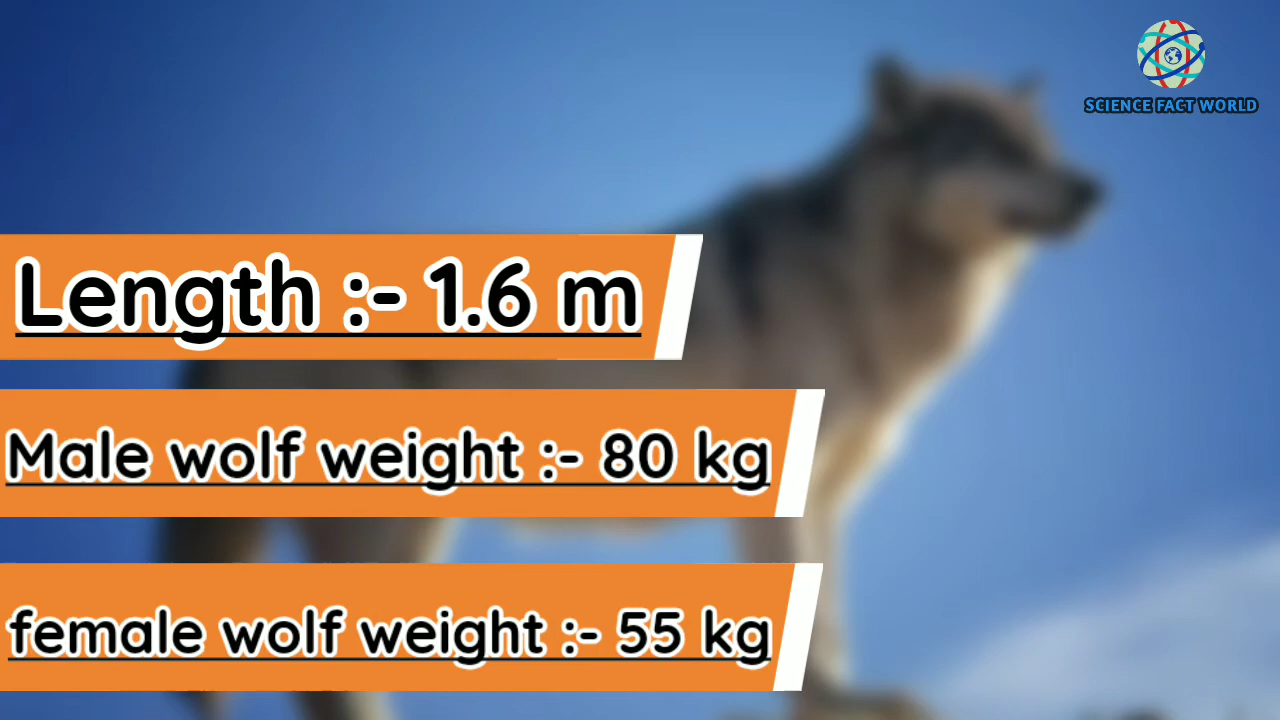 SCIENCE FACT WORLD
Length :- 1.6 m
Male wolf weight :- 80 kg
female wolf weight :- 55 kg